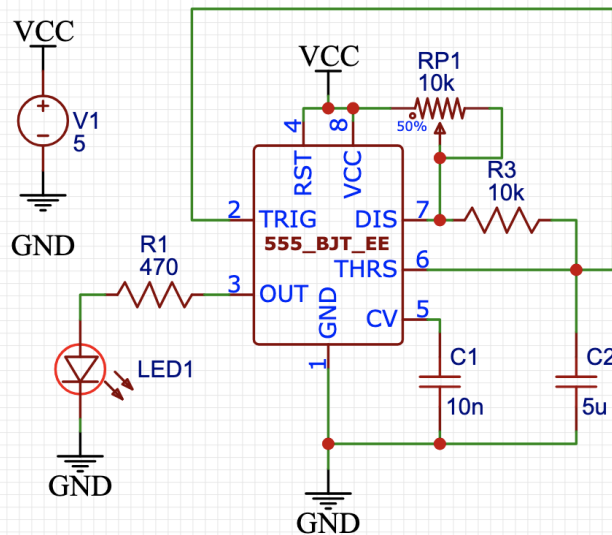 VCC
V1
5
GND
VCC
RP1
10k
50%
4
8
RST
VCC
R3
10k
2
TRIG
DIS
7
555_BJT_EE
THRS
6
R1
470
3
OUT
GND
CV
5
1
LED1
C1
10n
C2
5u
GND
GND